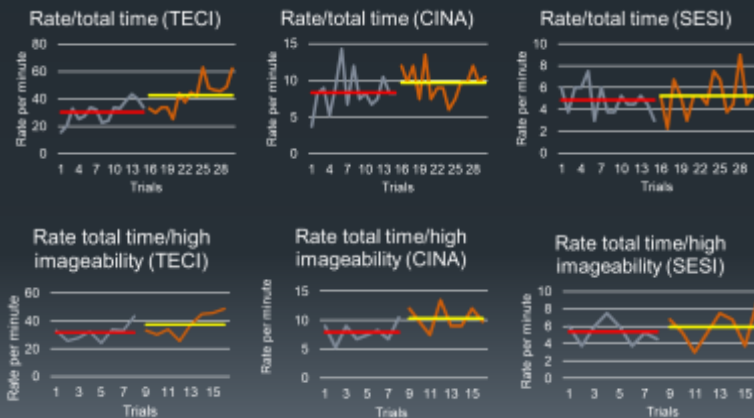 Rate/total time (TECI)
Rate per minute
80
60
40
20
0
1 4 7 10 13 16 19 22 25 28
Trials
Rate/total time (CINA)
Rate per minute
15
10
5
0
1 4 7 10 13 16 19 22 25 28
Trials
Rate/total time (SESI)
Rate per minute
10
8
6
4
2
0
1 4 7 10 13 16 19 22 25 28
Trials
Rate total time/high
imageability (TECI)
Rate per minute
60
40
20
0
1 3 5 7 9 11 13 15
Trials
Rate total time/high
imageability (CINA)
Rate per minute
15
10
5
0
1 3 5 7 9 11 13 15
Trials
Rate total time/high
imageability (SESI)
Rate per minute
10
8
6
4
2
0
1 3 5 7 9 11 13 15
Trials